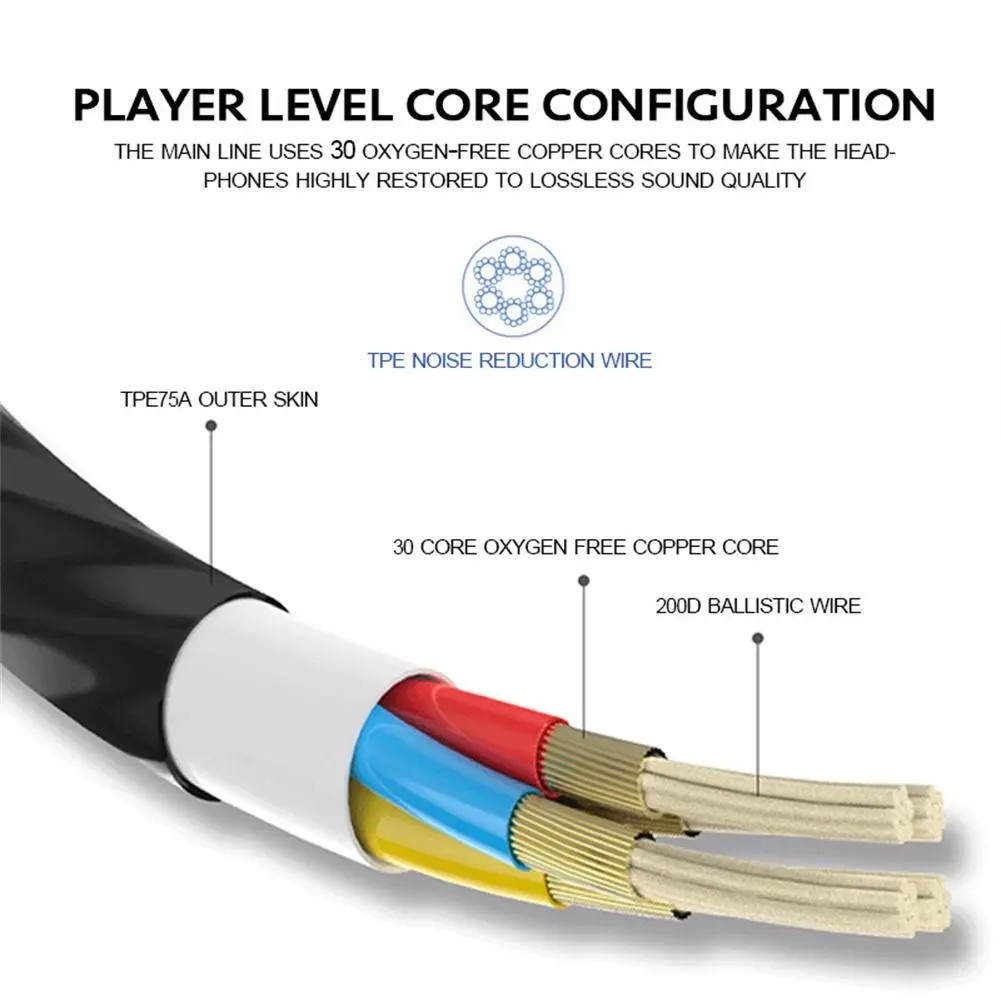 PLAYER LEVEL CORE CONFIGURATION
THE MAIN LINE USES 30 OXYGEN-FREE COPPER CORES TO MAKE THE HEAD-
PHONES HIGHLY RESTORED TO LOSSLESS SOUND QUALITY
TPE NOISE REDUCTION WIRE
TPE75A OUTER SKIN
30 CORE OXYGEN FREE COPPER CORE
200D BALLISTIC WIRE